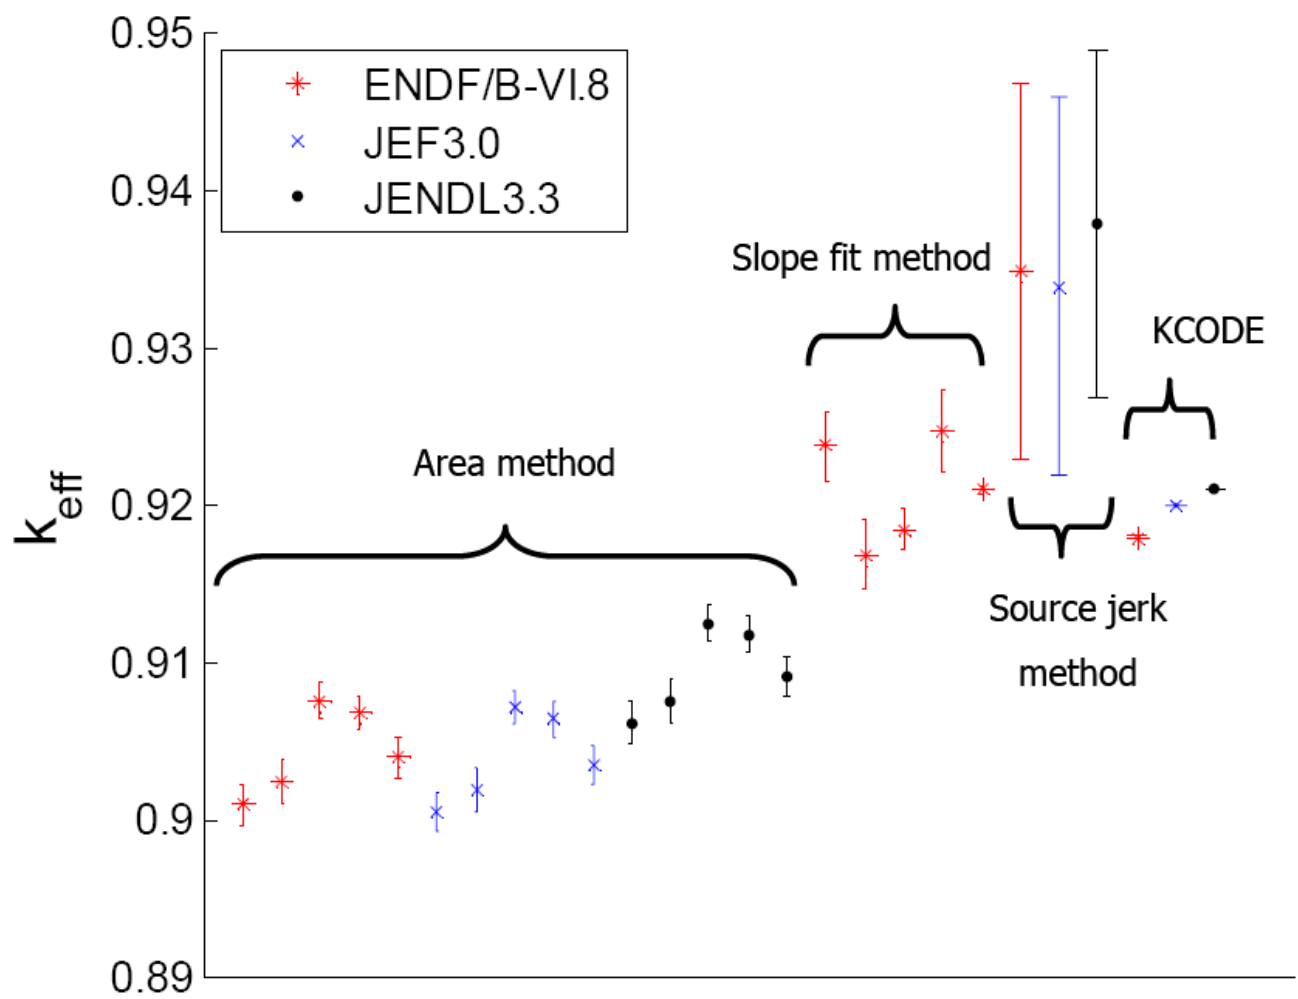 0.95
ENDF/B-VI.8
JEF3.0
JENDL3.3
0.94
Slope fit method
KCODE
0.93
Area method
keff
0.92
Source jerk
method
0.91
0.9
0.89